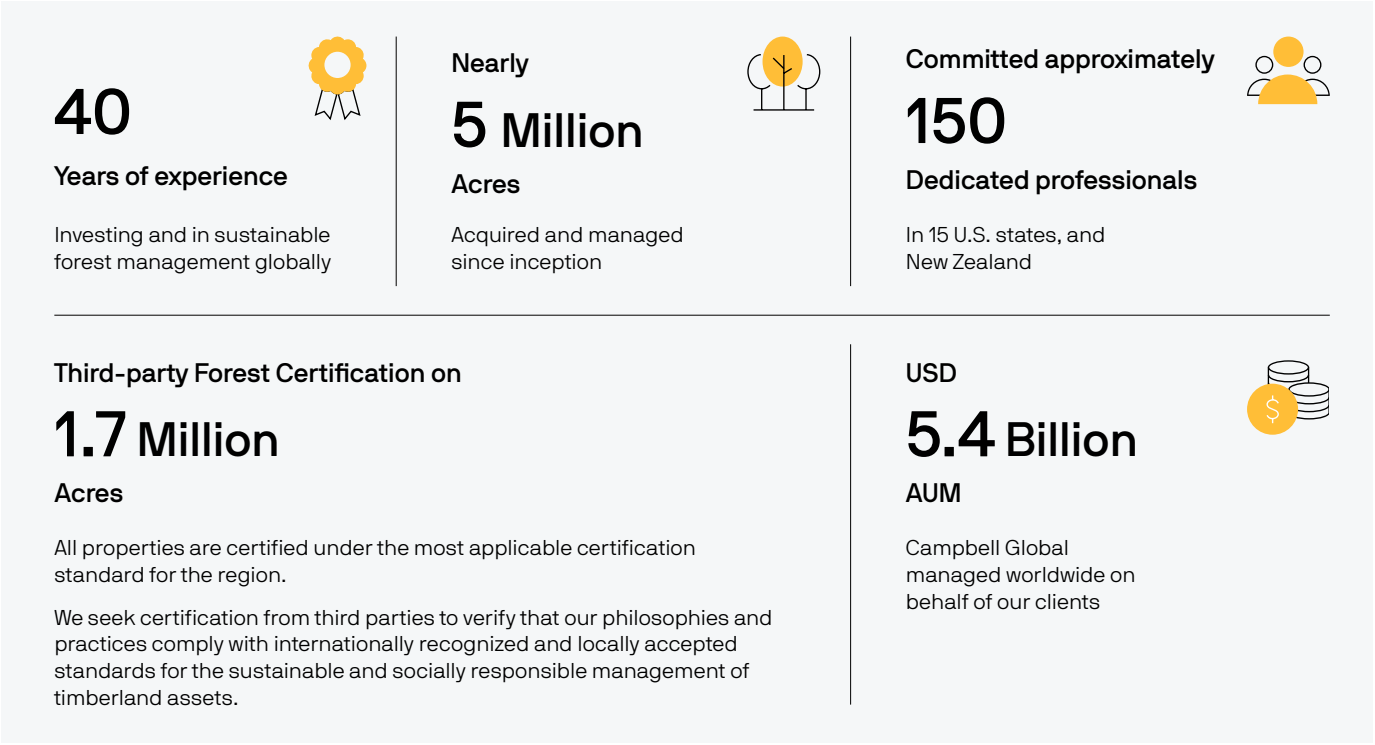 40
Years of experience
Investing and in sustainable
forest management globally
Nearly
5 Million
Acres
Acquired and managed
since inception
Committed approximately
150
Dedicated professionals
In 15 U.S. states, and
New Zealand
Third-party Forest Certification on
1.7 Million
Acres
All properties are certified under the most applicable certification
standard for the region.
We seek certification from third parties to verify that our philosophies and
practices comply with internationally recognized and locally accepted
standards for the sustainable and socially responsible management of
timberland assets.
USD
5.4 Billion
AUM
Campbell Global
managed worldwide on
behalf of our clients
$